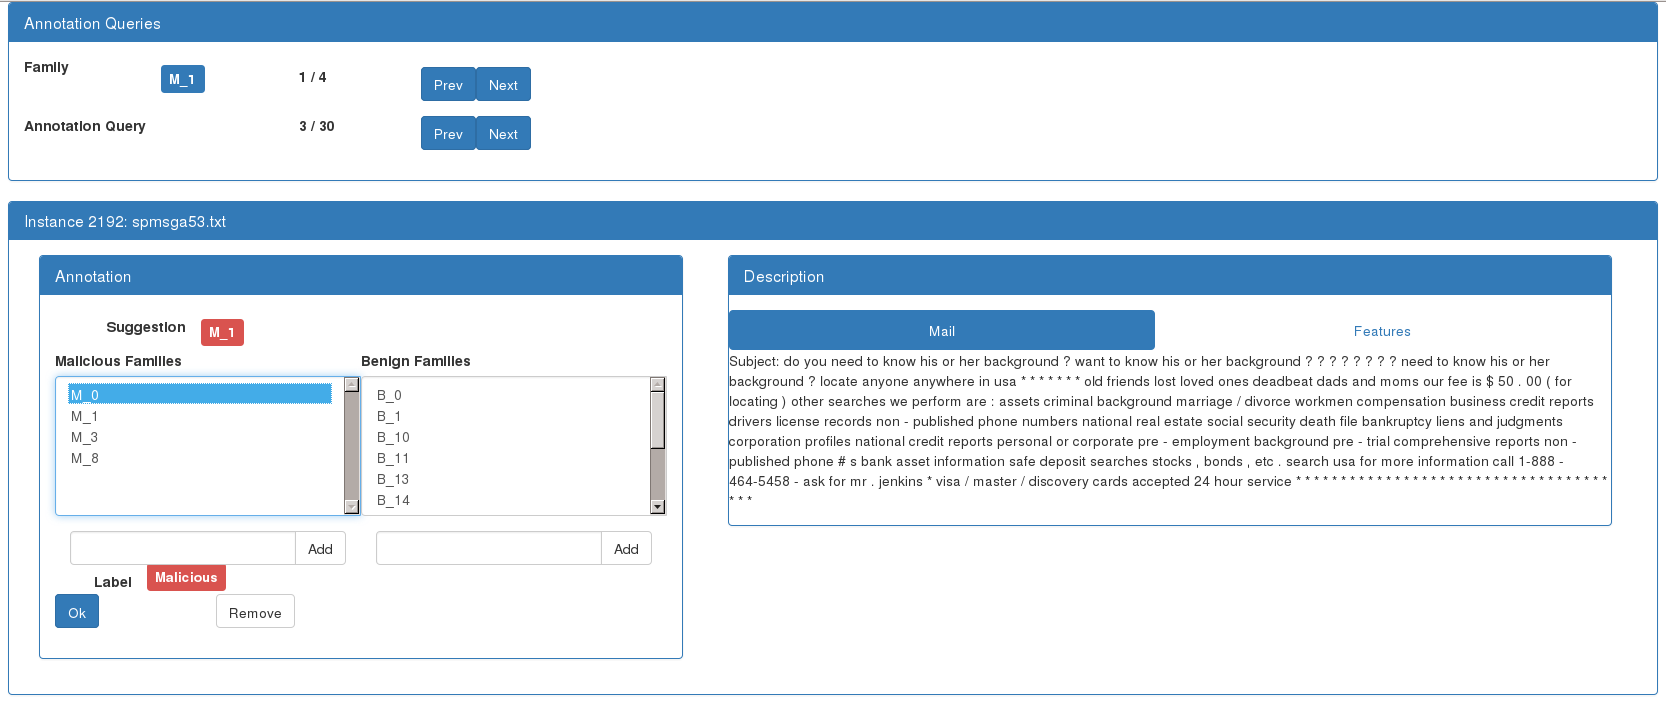 Annotation Queries
Family M_1 1 / 4 Prev Next
Annotation Query 3 / 30 Prev Next
Instance 2192: spmsga53.txt
Annotation
Suggestion M_1
Malicious Families Benign Families
M_0 B_0
M_1 B_1
M_3 B_10
M_8 B_11
B_13
B_14
Add Add
Label Malicious
Ok Remove
Description
Mail Features
Subject: do you need to know his or her background ? want to know his or her background ? ? ? ? ? ? ? ? need to know his or her
background ? locate anyone anywhere in usa * * * * * * * old friends lost loved ones deadbeat dads and moms our fee is $ 50 . 00 ( for
locating ) other searches we perform are : assets criminal background marriage / divorce workmen compensation business credit reports
drivers license records non - published phone numbers national real estate social security death file bankruptcy liens and judgments
corporation profiles national credit reports personal or corporate pre - employment background pre - trial comprehensive reports non -
published phone # s bank asset information safe deposit searches stocks , bonds , etc . search usa for more information call 1-888 -
464-5458 - ask for mr . jenkins * visa / master / discovery cards accepted 24 hour service * * * * * * * * * * * * * * * * * * * * * * * * * * * * * * * * * * *
* * *